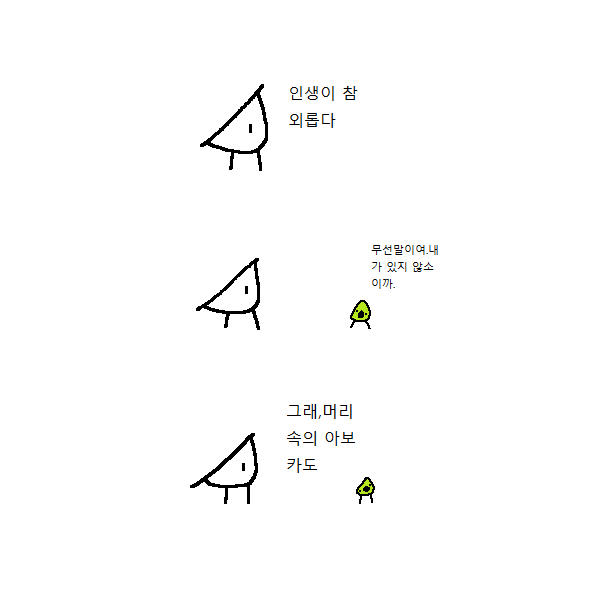 인생이 참
외롭다
무선말이여.내
가 있지 않소
이까.
그래,머리
속의 아보
카도